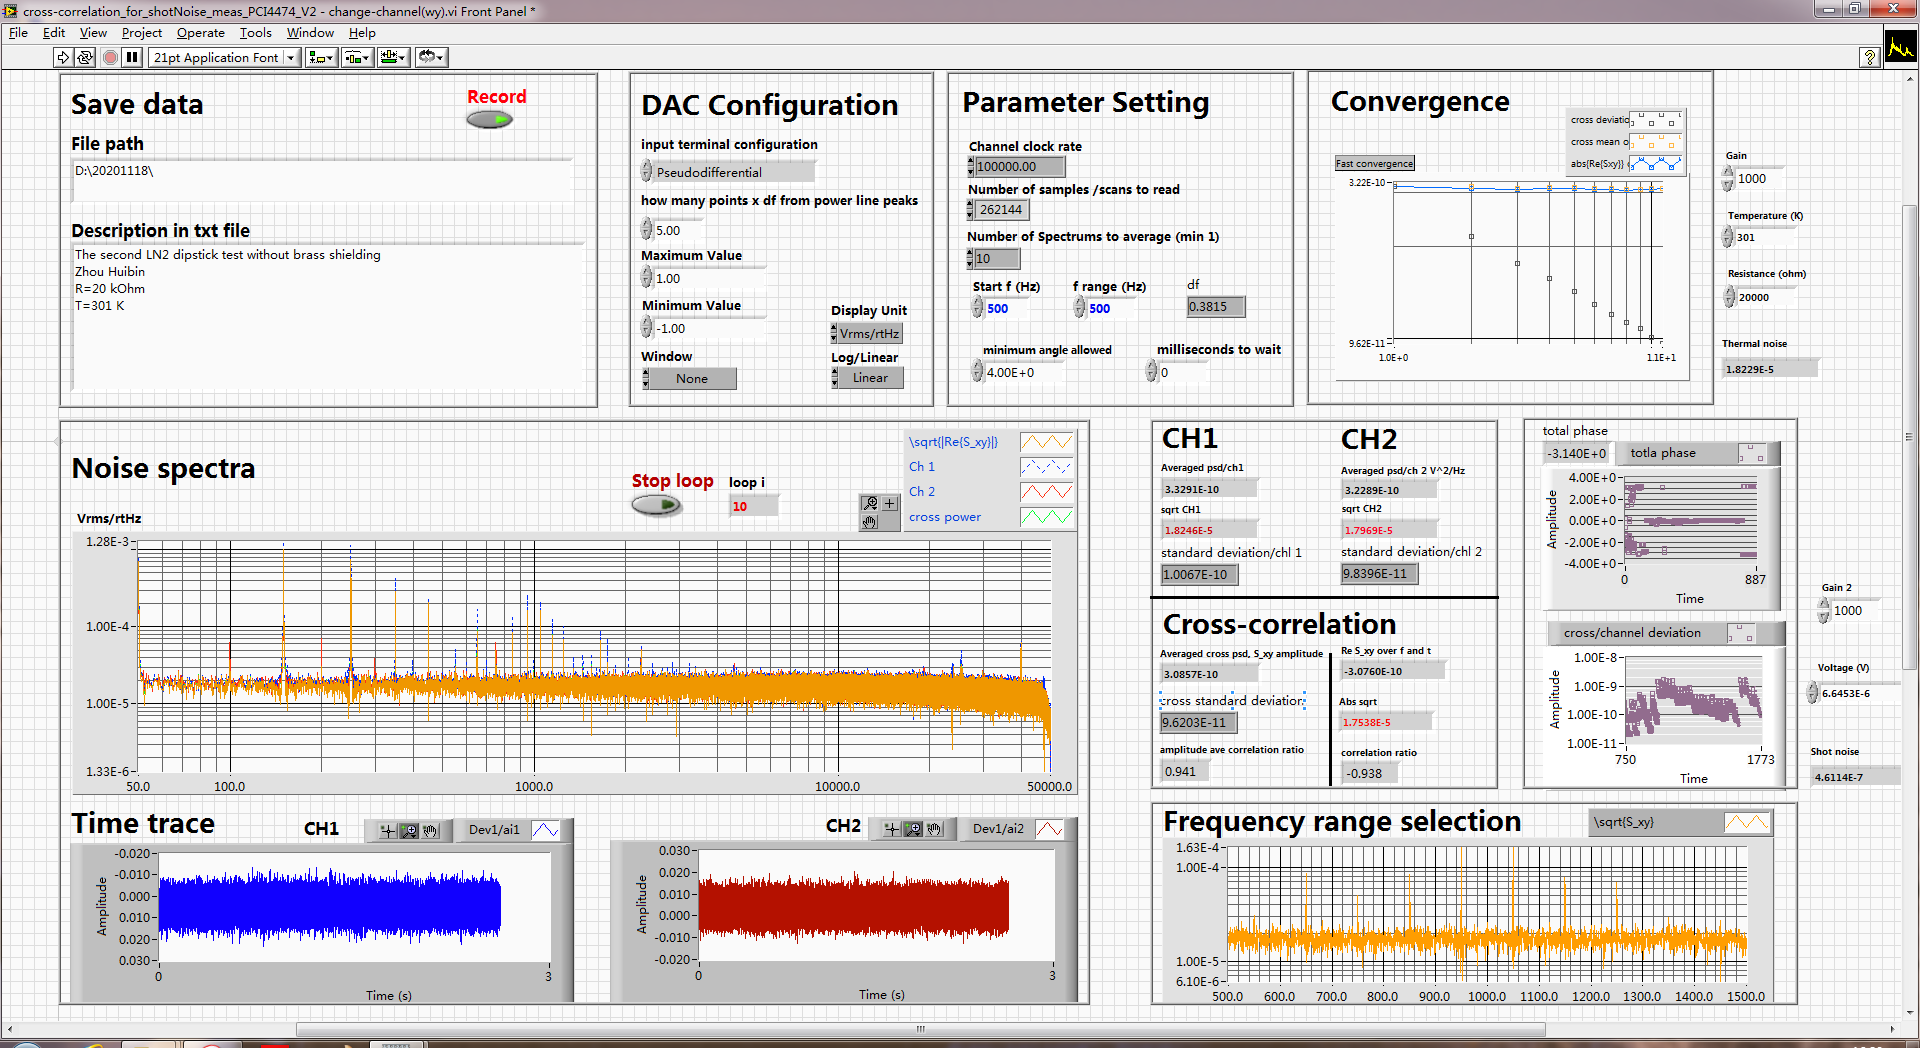 cross-correlation_for_shotNoise_meas_PCI4474_V2 - change-channel(wy).vi Front Panel *
File Edit View Project Operate Tools Window Help
21pt Application Font
Save data
Record
File path
D:\20201118\
Description in txt file
The second LN2 dipstick test without brass shielding
Zhou Huibin
R=20 kOhm
T=301 K
DAC Configuration
input terminal configuration
Pseudodifferential
how many points x df from power line peaks
5.00
Maximum Value
1.00
Minimum Value
-1.00
Display Unit
Vrms/rtHz
Window
None
Log/Linear
Linear
Parameter Setting
Channel clock rate
100000.00
Number of samples /scans to read
262144
Number of Spectrums to average (min 1)
10
Start f (Hz)
500
f range (Hz)
500
df
0.3815
minimum angle allowed
4.00E+0
milliseconds to wait
0
Convergence
cross deviatio
cross mean o
abs{Re(Sxy)}
Fast convergence
3.22E-10
9.62E-11
1.0E+0
1.1E+1
Gain
1000
Temperature (K)
301
Resistance (ohm)
20000
Thermal noise
1.8229E-5
Noise spectra
Stop loop
loop i
10
\sqrt{|Re{S_xy}|}
Ch 1
Ch 2
cross power
Vrms/rtHz
1.28E-3
1.00E-4
1.00E-5
1.33E-6
50.0
100.0
1000.0
10000.0
50000.0
CH1
Averaged psd/ch1
3.3291E-10
sqrt CH1
1.8246E-5
standard deviation/chl 1
1.0067E-10
CH2
Averaged psd/ch 2 V^2/Hz
3.2289E-10
sqrt CH2
1.7969E-5
standard deviation/chl 2
9.8396E-11
Cross-correlation
Averaged cross psd, S_xy amplitude
3.0857E-10
cross standard deviation
9.6203E-11
amplitude ave correlation ratio
0.941
Re S_xy over f and t
-3.0760E-10
Abs sqrt
1.7538E-5
correlation ratio
-0.938
total phase
-3.140E+0
totla phase
4.00E+0
2.00E+0
0.00E+0
-2.00E+0
-4.00E+0
Amplitude
0
887
Time
cross/channel deviation
1.00E-8
1.00E-9
1.00E-10
1.00E-11
Amplitude
750
1773
Time
Gain 2
1000
Voltage (V)
6.6453E-6
Shot noise
4.6114E-7
Time trace
CH1
Dev1/ai1
-0.020
-0.010
0.000
0.010
0.020
0.030
Amplitude
0
3
Time (s)
CH2
Dev1/ai2
0.030
0.020
0.010
0.000
-0.010
-0.020
Amplitude
0
3
Time (s)
Frequency range selection
\sqrt{S_xy}
1.63E-4
1.00E-4
1.00E-5
6.10E-6
500.0
600.0
700.0
800.0
900.0
1000.0
1100.0
1200.0
1300.0
1400.0
1500.0